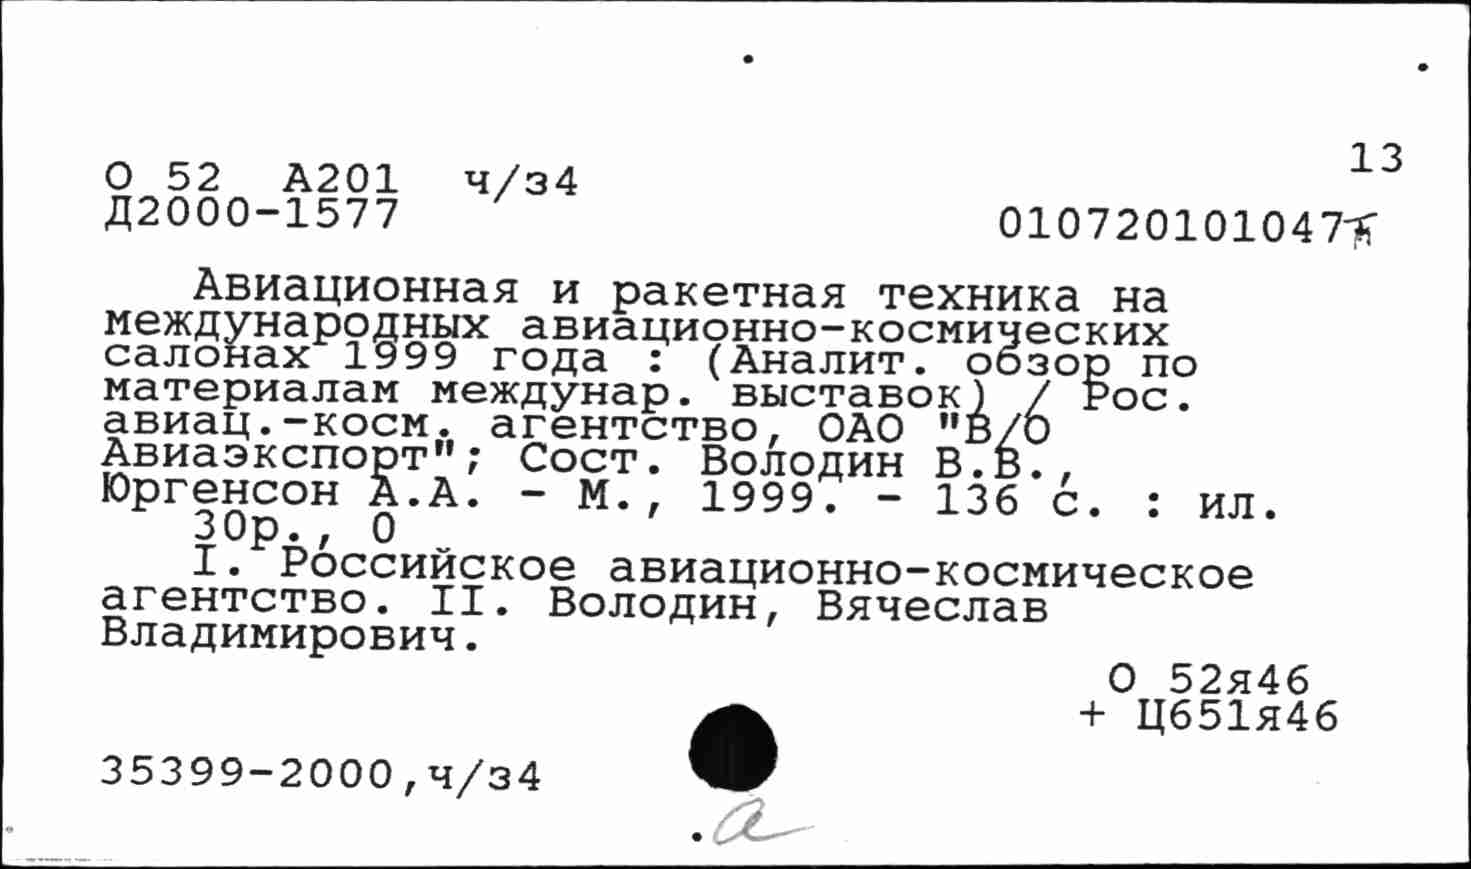 13
О 52 А201 ч/з4
Д2000-1577
010720101047
Авиационная и ракетная техника на
международных авиационно-космических
салонах 1999 года : (Аналит. обзор по
материалам междунар. выставок) / Рос.
авиац.-косм. агентство, ОАО "В/О
Авиаэкспорт"; Сост. Володин В.В.,
Юргенсон А.А. - М., 1999. - 136 с. : ил.
30р., 0
I. Российское авиационно-космическое
агентство. II. Володин, Вячеслав
Владимирович.
О 52я46
+ Ц651я46
35399-2000,ч/з4
а